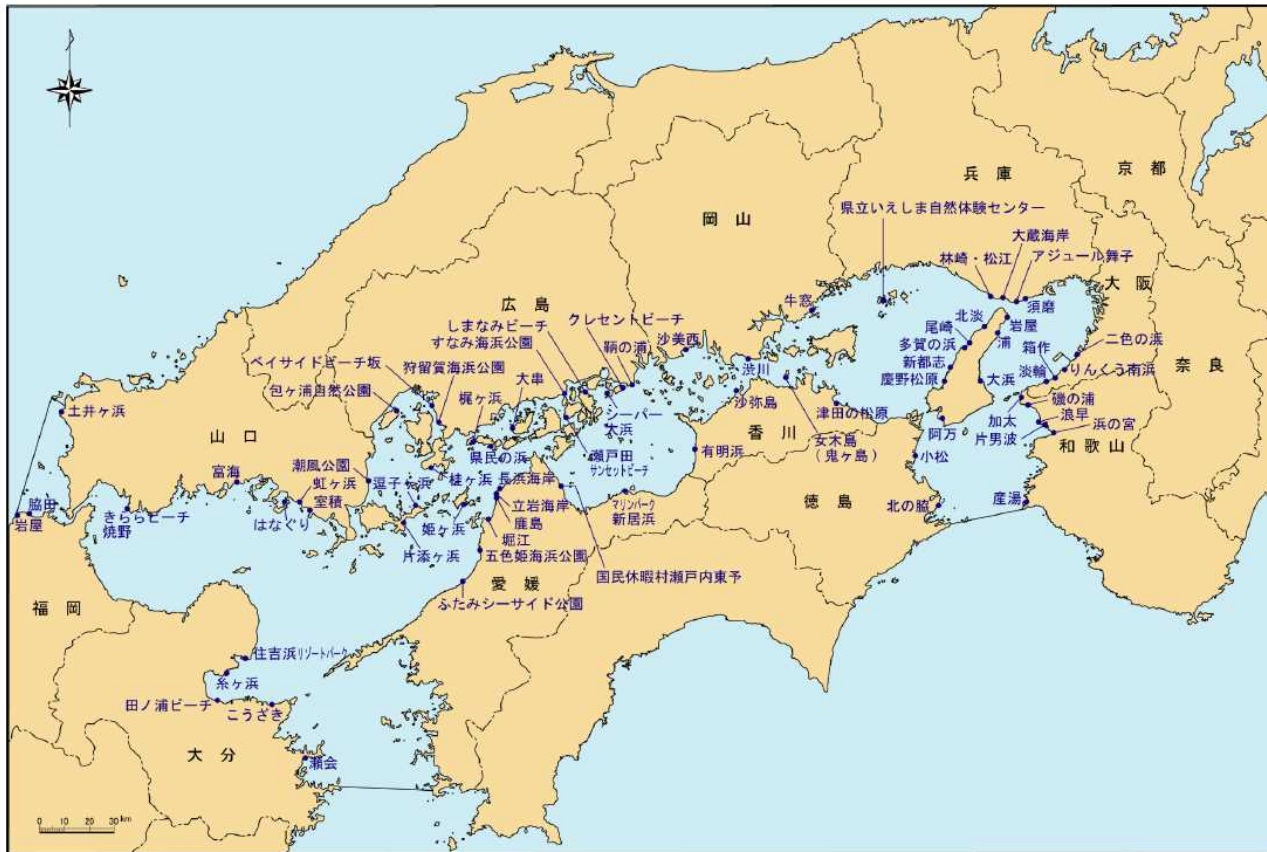 京 都
兵 庫
県立いえしま自然体験センター
岡 山
大蔵海岸
林崎・松江
アジュール舞子
大 阪
広 島
牛窓
須磨
クレセントビーチ
北淡
岩屋
しまなみビーチ
尾崎
浦
すなみ海浜公園
鞆の浦
沙美西
多賀の浜
箱作
二色の浜
ベイサイドビーチ坂
狩留賀海浜公園
渋川
新都志
淡輪
りんくう南浜
奈 良
包ヶ浦自然公園
大串
慶野松原
大浜
梶ヶ浜
シーパー
大浜
沙弥島
津田の松原
磯の浦
土井ヶ浜
加太
浪早
山 口
香 川
女木島
(鬼ヶ島)
阿万
片男波
浜の宮
県民の浜
瀬戸田
サンセットビーチ
有明浜
小松
和歌山
富海
潮風公園
虹ヶ浜
室積
逗子ヶ浜
桂ヶ浜
長浜海岸
脇田
岩屋
きららビーチ
焼野
はなぐり
立岩海岸
マリンパーク
新居浜
徳 島
北の脇
産湯
姫ヶ浜
鹿島
堀江
片添ヶ浜
五色姫海浜公園
国民休暇村瀬戸内東予
愛 媛
福 岡
ふたみシーサイド公園
住吉浜リゾートパーク
糸ヶ浜
田ノ浦ビーチ
こうざき
大 分
瀬会
0 10 20 30 km